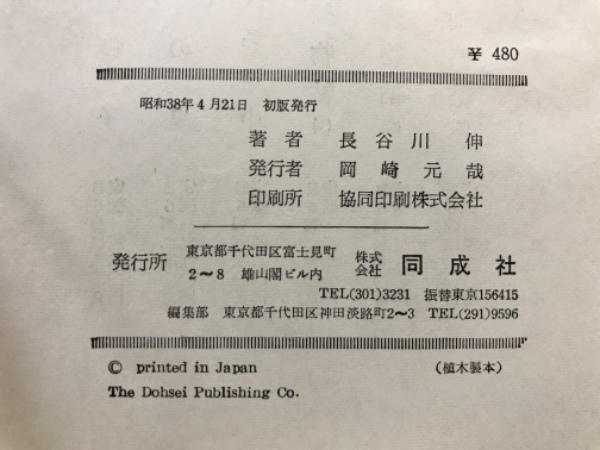 ¥ 480
昭和38年4月21日 初版発行
著者 長谷川伸
発行者 岡崎元哉
印刷所 協同印刷株式会社
発行所 東京都千代田区富士見町 2〜8 雄山閣ビル内 株式会社 同成社
TEL(301)3231 振替東京156415
編集部 東京都千代田区神田淡路町2〜3 TEL(291)9596
© printed in Japan (植木製本)
The Dohsei Publishing Co.